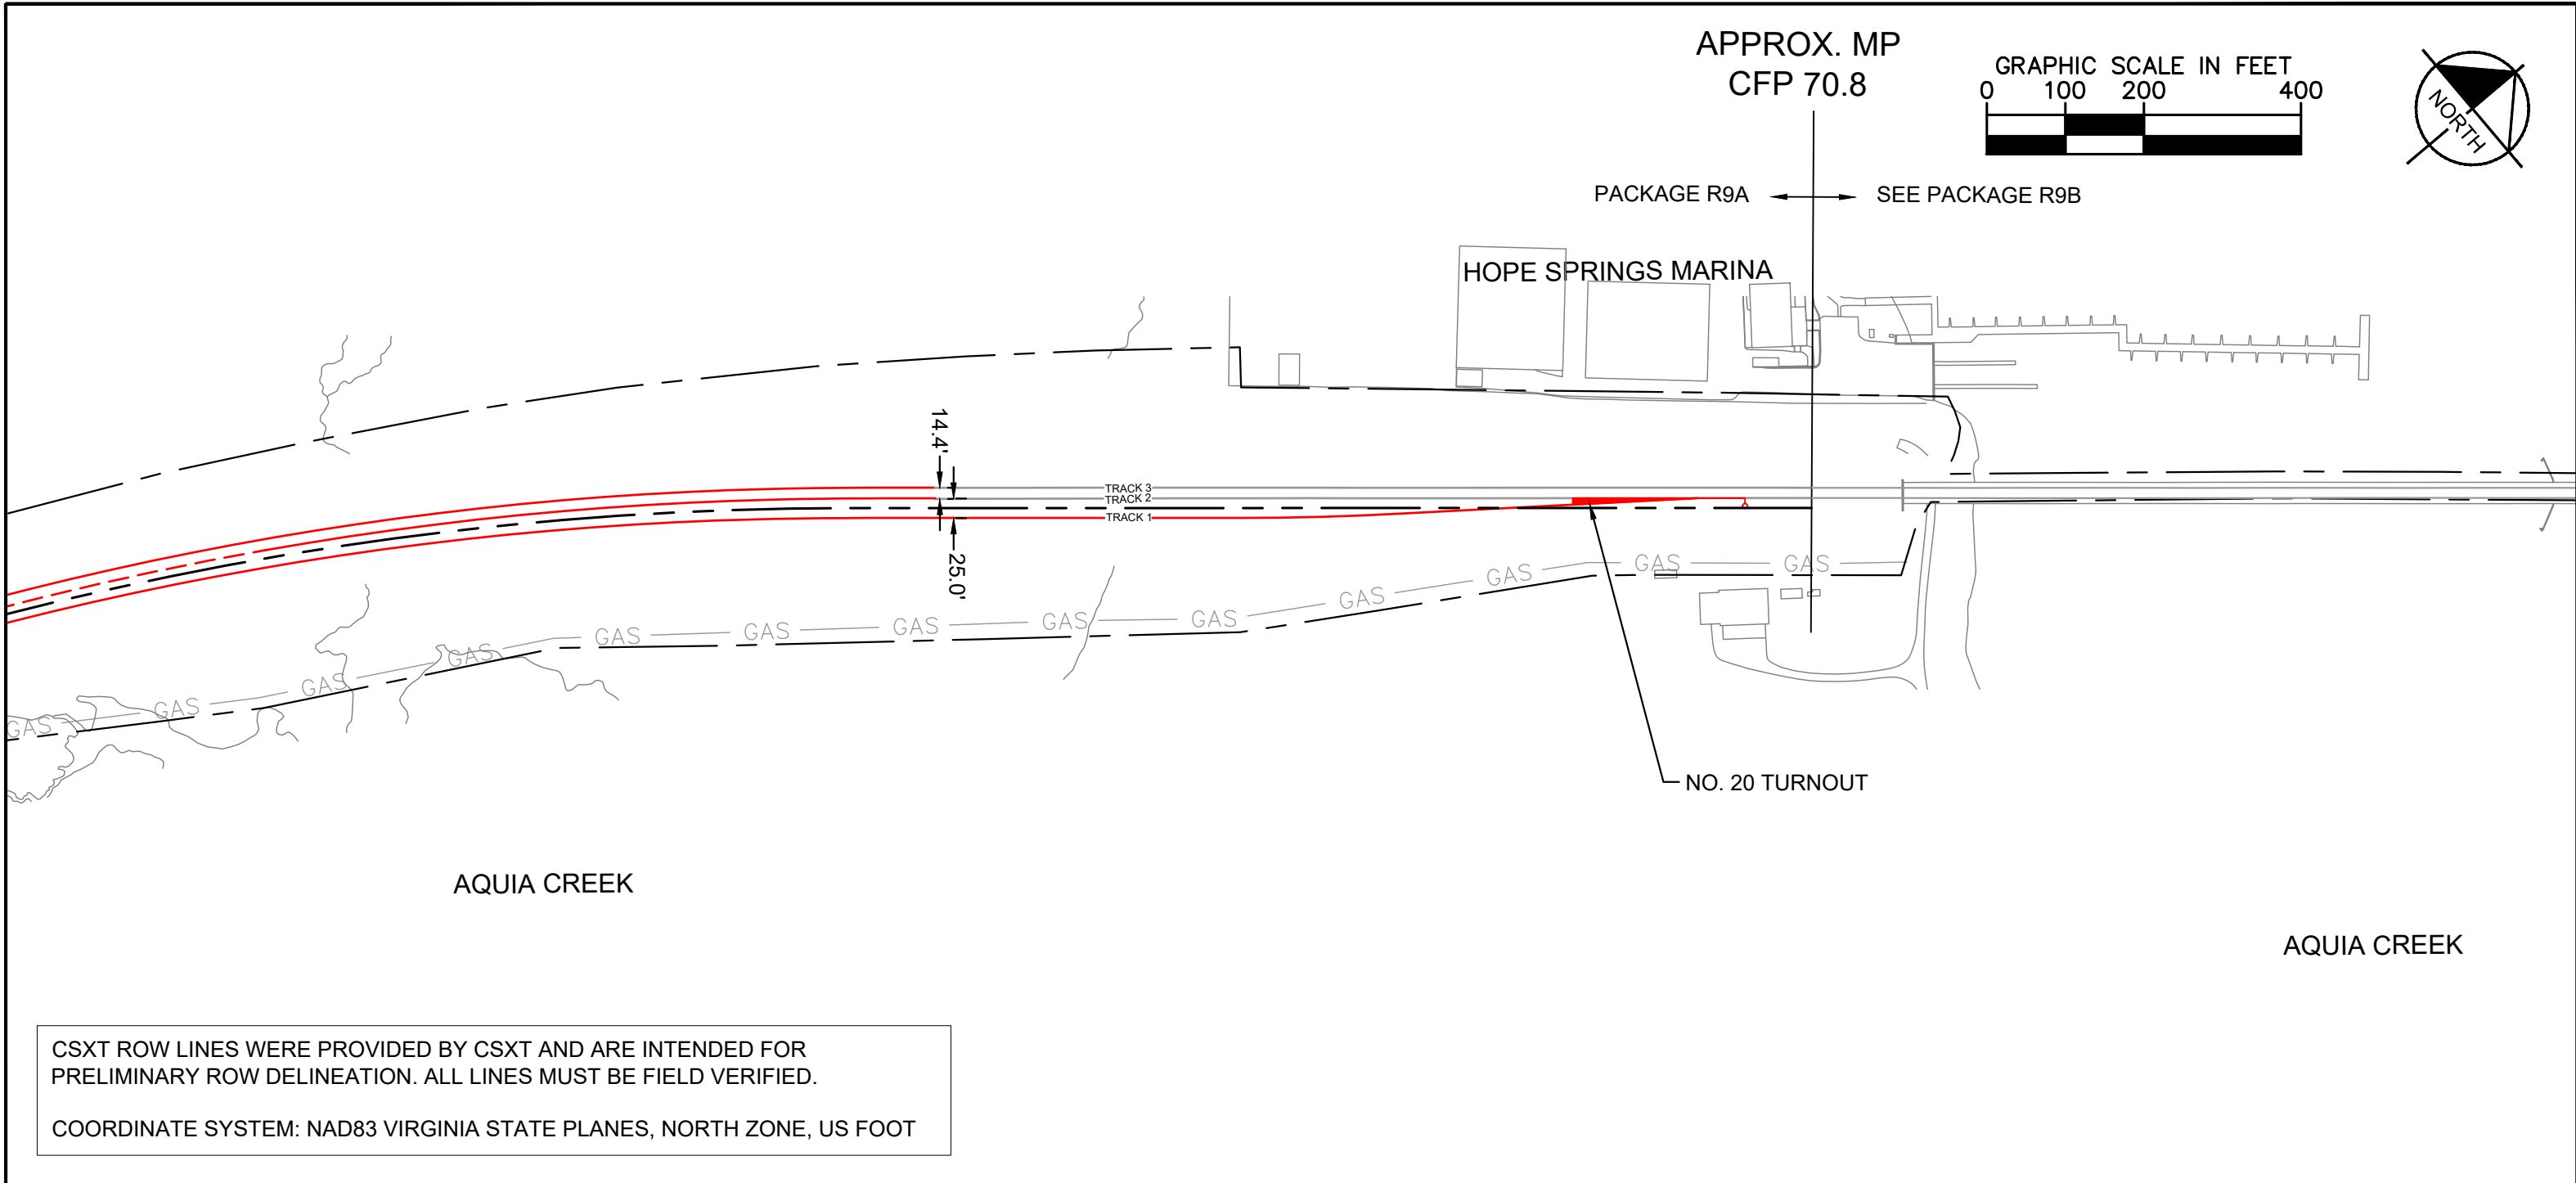 APPROX. MP
CFP 70.8
GRAPHIC SCALE IN FEET
0 100 200 400
NORTH
PACKAGE R9A
SEE PACKAGE R9B
HOPE SPRINGS MARINA
14.4'
TRACK 3
TRACK 2
TRACK 1
25.0'
GAS GAS GAS
GAS GAS GAS GAS GAS GAS GAS
GAS GAS GAS
NO. 20 TURNOUT
AQUIA CREEK
AQUIA CREEK
CSXT ROW LINES WERE PROVIDED BY CSXT AND ARE INTENDED FOR
PRELIMINARY ROW DELINEATION. ALL LINES MUST BE FIELD VERIFIED.
COORDINATE SYSTEM: NAD83 VIRGINIA STATE PLANES, NORTH ZONE, US FOOT